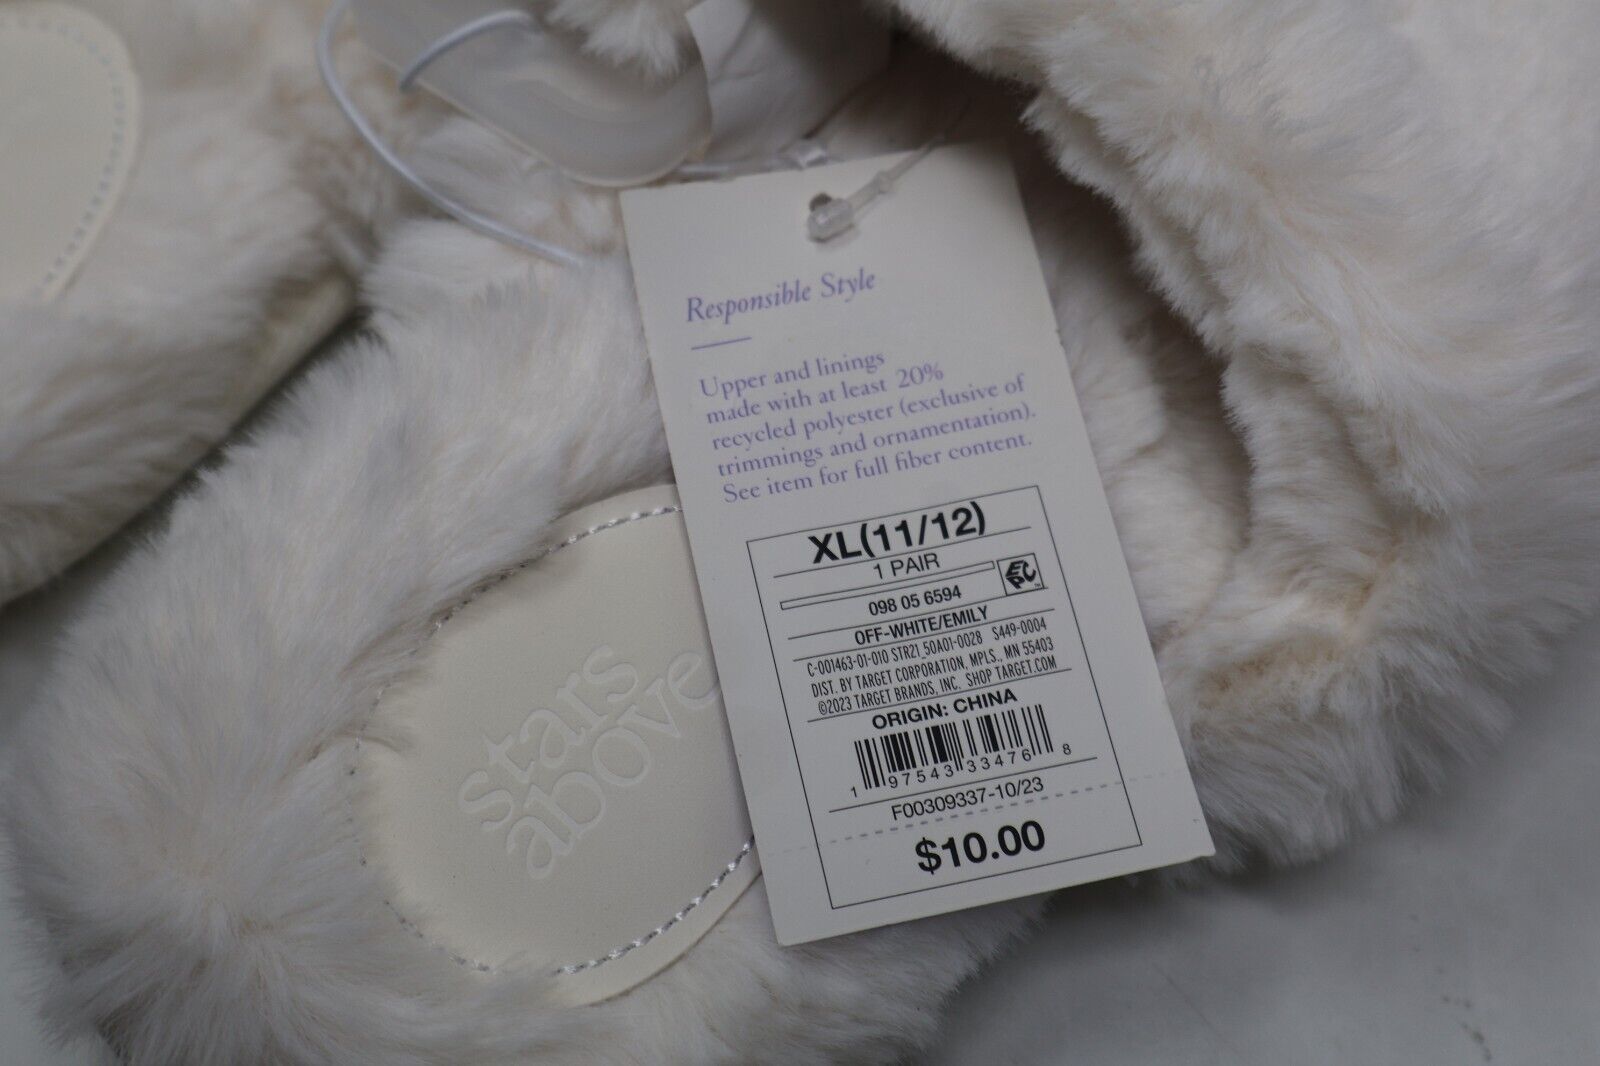 Responsible Style
Upper and linings
made with at least 20%
recycled polyester (exclusive of
trimmings and ornamentation).
See item for full fiber content.
XL(11/12)
1 PAIR
EPC
098 05 6594
OFF-WHITE/EMILY
C-001463-01-010 STR21_50A01-0028 S449-0004
DIST. BY TARGET CORPORATION, MPLS., MN 55403
©2023 TARGET BRANDS, INC. SHOP TARGET.COM
ORIGIN: CHINA
1 97543 33476 8
F00309337-10/23
$10.00
stars
above